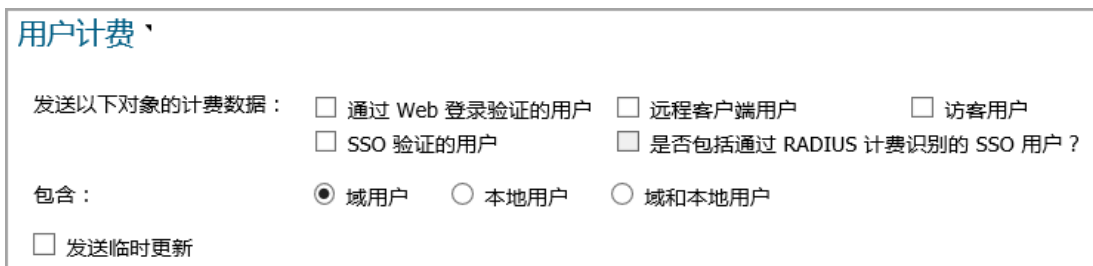 用户计费
发送以下对象的计费数据： 通过 Web 登录验证的用户 远程客户端用户 访客用户
SSO 验证的用户 是否包括通过 RADIUS 计费识别的 SSO 用户？
包含： 域用户 本地用户 域和本地用户
发送临时更新